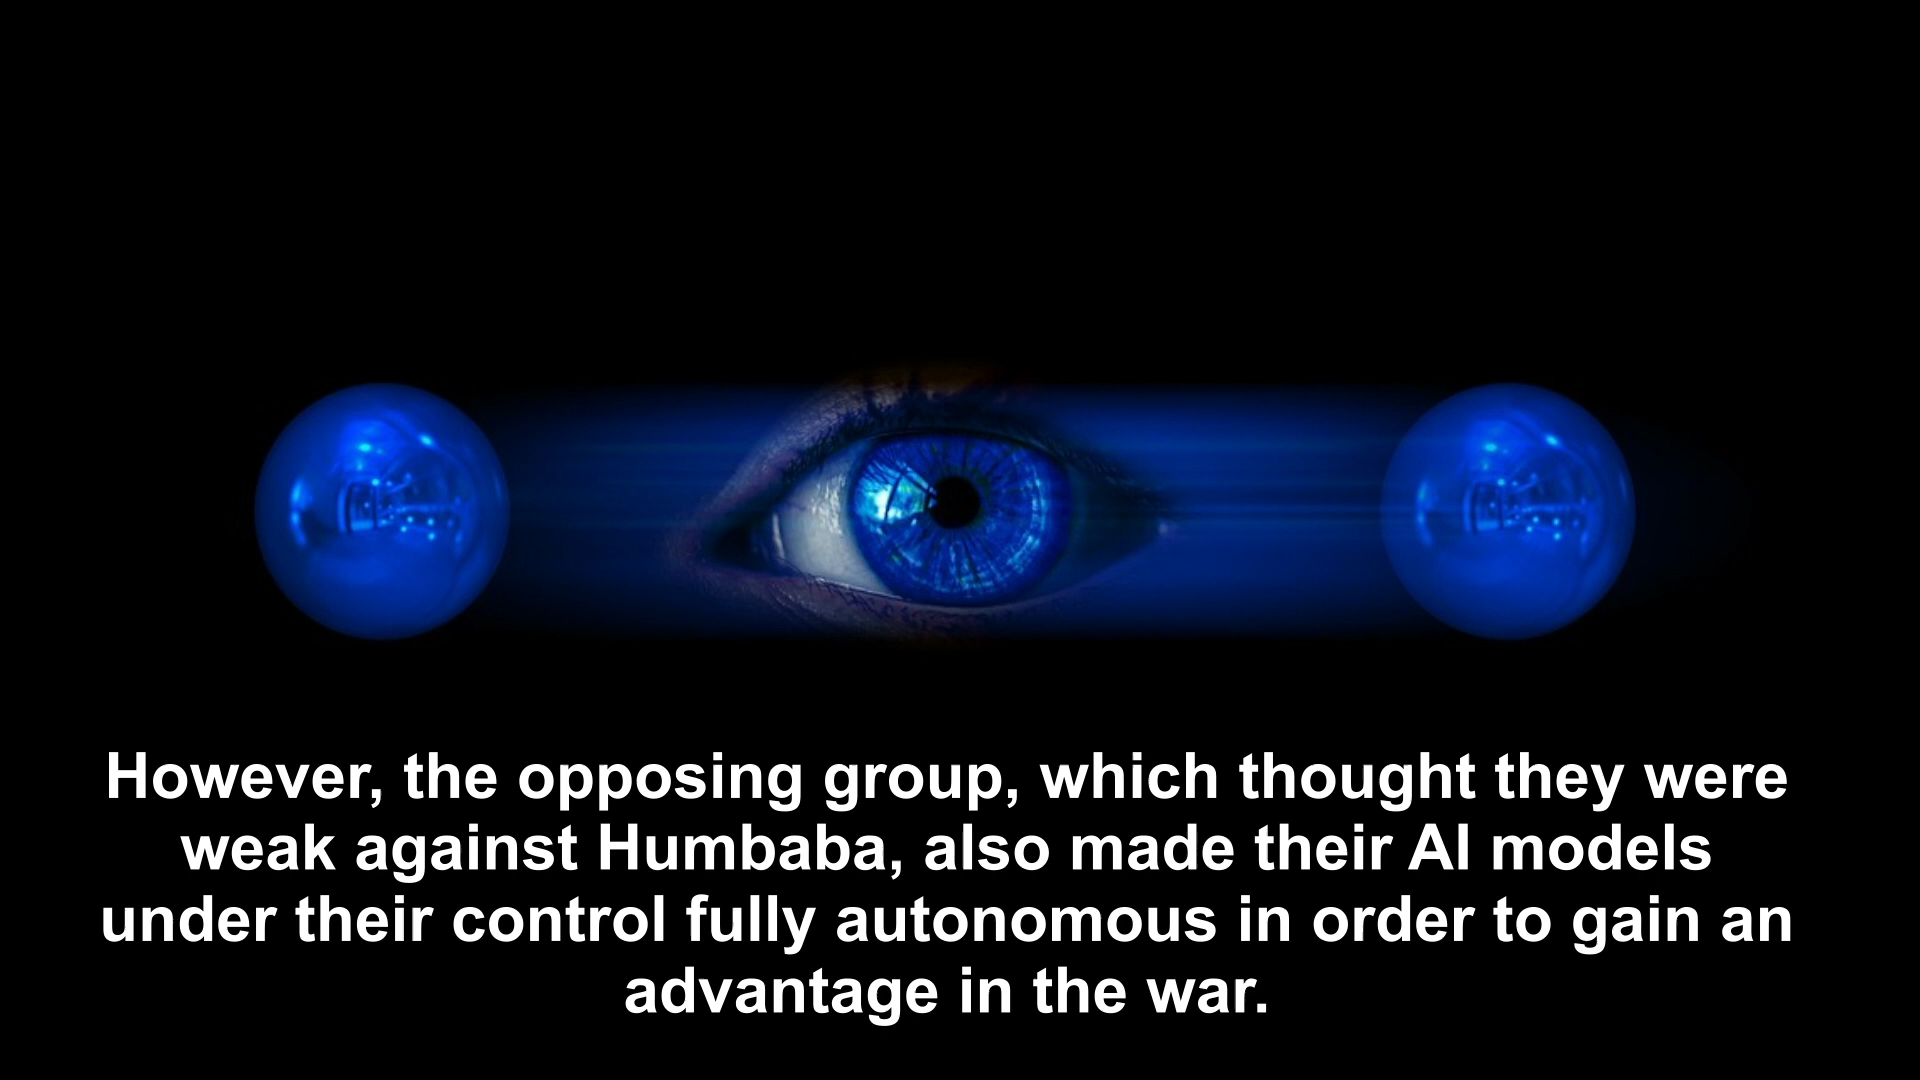 However, the opposing group, which thought they were
weak against Humbaba, also made their AI models
under their control fully autonomous in order to gain an
advantage in the war.